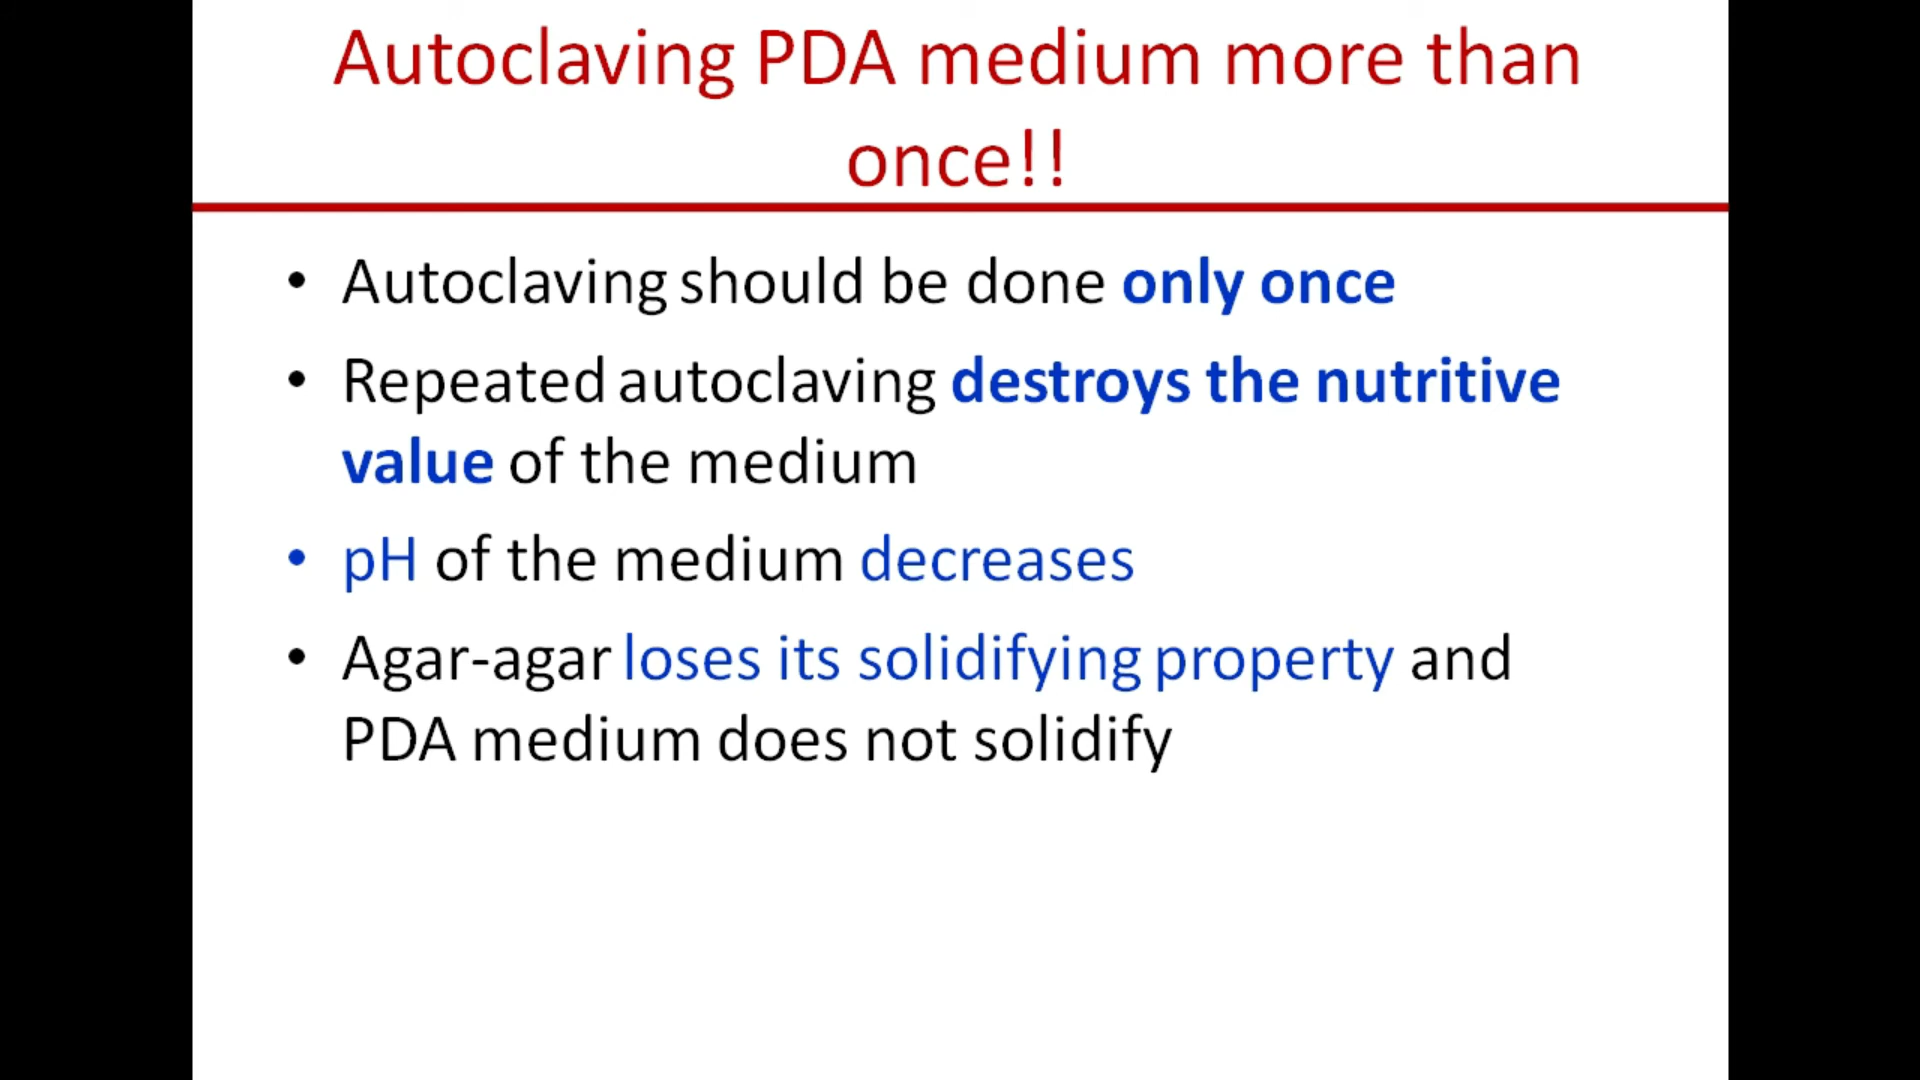 Autoclaving PDA medium more than
once!!
• Autoclaving should be done only once
• Repeated autoclaving destroys the nutritive
value of the medium
• pH of the medium decreases
• Agar-agar loses its solidifying property and
PDA medium does not solidify